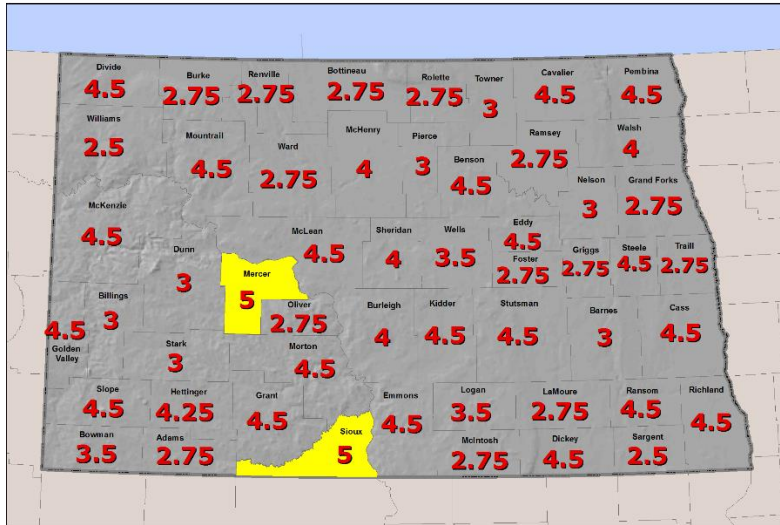 Divide
4.5
Burke
2.75
Renville
2.75
Bottineau
2.75
Rolette
2.75
Towner
3
Cavalier
4.5
Pembina
4.5
Williams
2.5
Mountrail
4.5
Ward
2.75
McHenry
4
Pierce
3
Benson
4.5
Ramsey
2.75
Walsh
4
Nelson
3
Grand Forks
2.75
McKenzie
4.5
Dunn
3
McLean
4.5
Sheridan
4
Wells
3.5
Eddy
4.5
Foster
2.75
Griggs
2.75
Steele
4.5
Traill
2.75
Mercer
5
Oliver
2.75
Billings
3
4.5
Golden
Valley
Stark
3
Morton
4.5
Burleigh
4
Kidder
4.5
Stutsman
4.5
Barnes
3
Cass
4.5
Slope
4.5
Hettinger
4.25
Grant
4.5
Emmons
4.5
Logan
3.5
LaMoure
2.75
Ransom
4.5
Richland
4.5
Bowman
3.5
Adams
2.75
Sioux
5
McIntosh
2.75
Dickey
4.5
Sargent
2.5